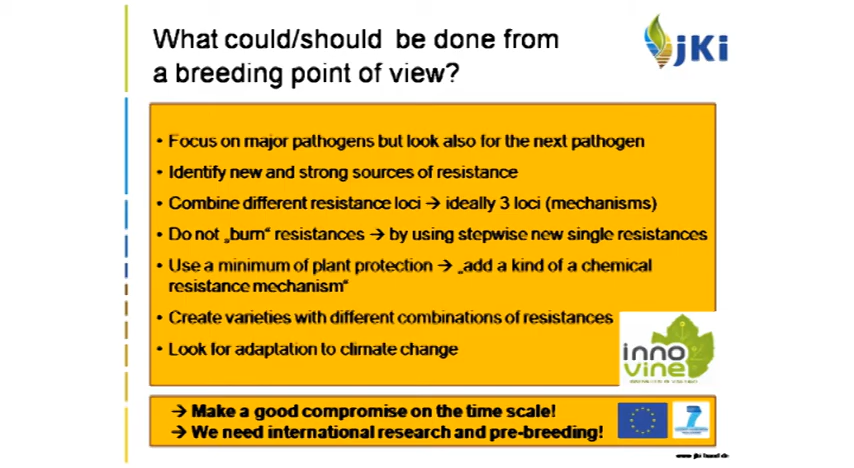 What could/should be done from
a breeding point of view?
jKi
• Focus on major pathogens but look also for the next pathogen
• Identify new and strong sources of resistance
• Combine different resistance loci → ideally 3 loci (mechanisms)
• Do not „burn“ resistances → by using stepwise new single resistances
• Use a minimum of plant protection → „add a kind of a chemical
resistance mechanism“
• Create varieties with different combinations of resistances
• Look for adaptation to climate change
inno
vine
→ Make a good compromise on the time scale!
→ We need international research and pre-breeding!